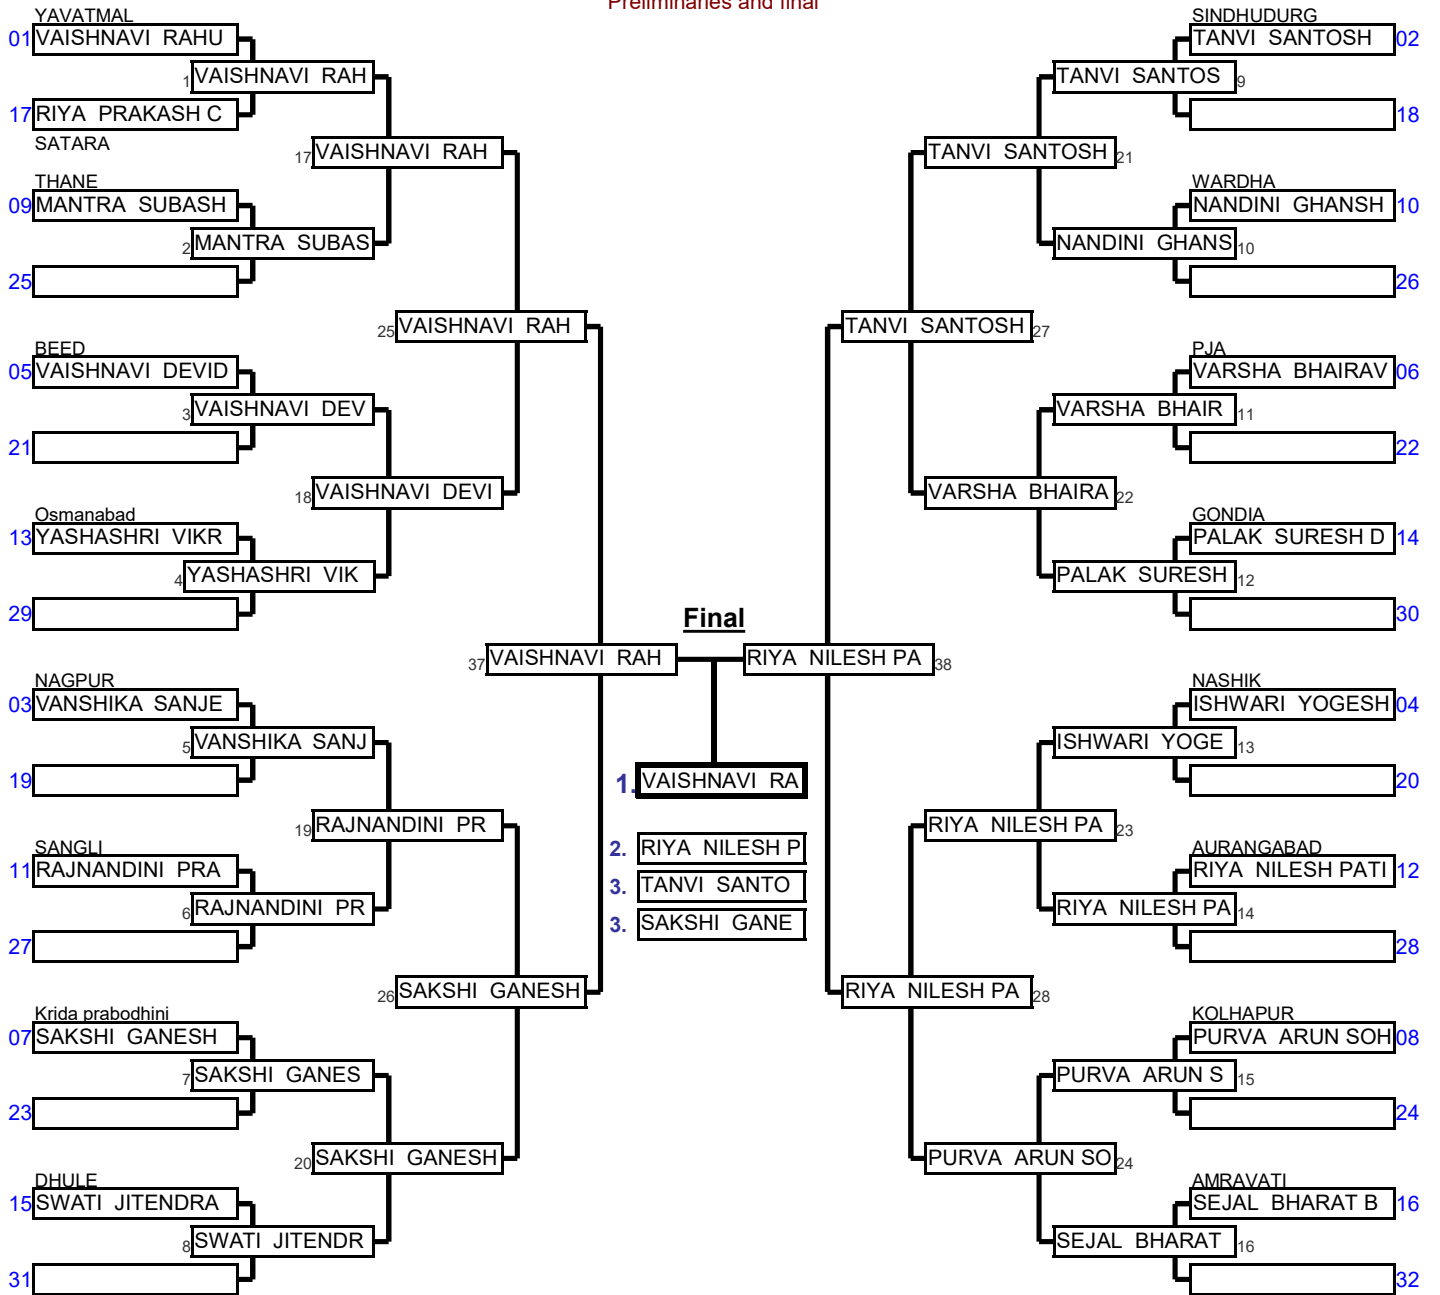 Preliminaries and final
YAVATMAL
01 VAISHNAVI RAHU
1 VAISHNAVI RAH
17 RIYA PRAKASH C
SATARA
17 VAISHNAVI RAH
THANE
09 MANTRA SUBASH
2 MANTRA SUBAS
25
25 VAISHNAVI RAH
BEED
05 VAISHNAVI DEVID
3 VAISHNAVI DEV
21
18 VAISHNAVI DEVI
Osmanabad
13 YASHASHRI VIKR
4 YASHASHRI VIK
29
37 VAISHNAVI RAH
NAGPUR
03 VANSHIKA SANJE
5 VANSHIKA SANJ
19
19 RAJNANDINI PR
SANGLI
11 RAJNANDINI PRA
6 RAJNANDINI PR
27
26 SAKSHI GANESH
Krida prabodhini
07 SAKSHI GANESH
7 SAKSHI GANES
23
20 SAKSHI GANESH
DHULE
15 SWATI JITENDRA
8 SWATI JITENDR
31
Final
1. VAISHNAVI RA
2. RIYA NILESH P
3. TANVI SANTO
3. SAKSHI GANE
SINDHUDURG
TANVI SANTOSH 02
TANVI SANTOS 9
18
TANVI SANTOSH 21
WARDHA
NANDINI GHANSH 10
NANDINI GHANS 10
26
TANVI SANTOSH 27
PJA
VARSHA BHAIRAV 06
VARSHA BHAIR 11
22
VARSHA BHAIRA 22
GONDIA
PALAK SURESH D 14
PALAK SURESH 12
30
RIYA NILESH PA 38
NASHIK
ISHWARI YOGESH 04
ISHWARI YOGE 13
20
RIYA NILESH PA 23
AURANGABAD
RIYA NILESH PATI 12
RIYA NILESH PA 14
28
RIYA NILESH PA 28
KOLHAPUR
PURVA ARUN SOH 08
PURVA ARUN S 15
24
PURVA ARUN SO 24
AMRAVATI
SEJAL BHARAT B 16
SEJAL BHARAT 16
32